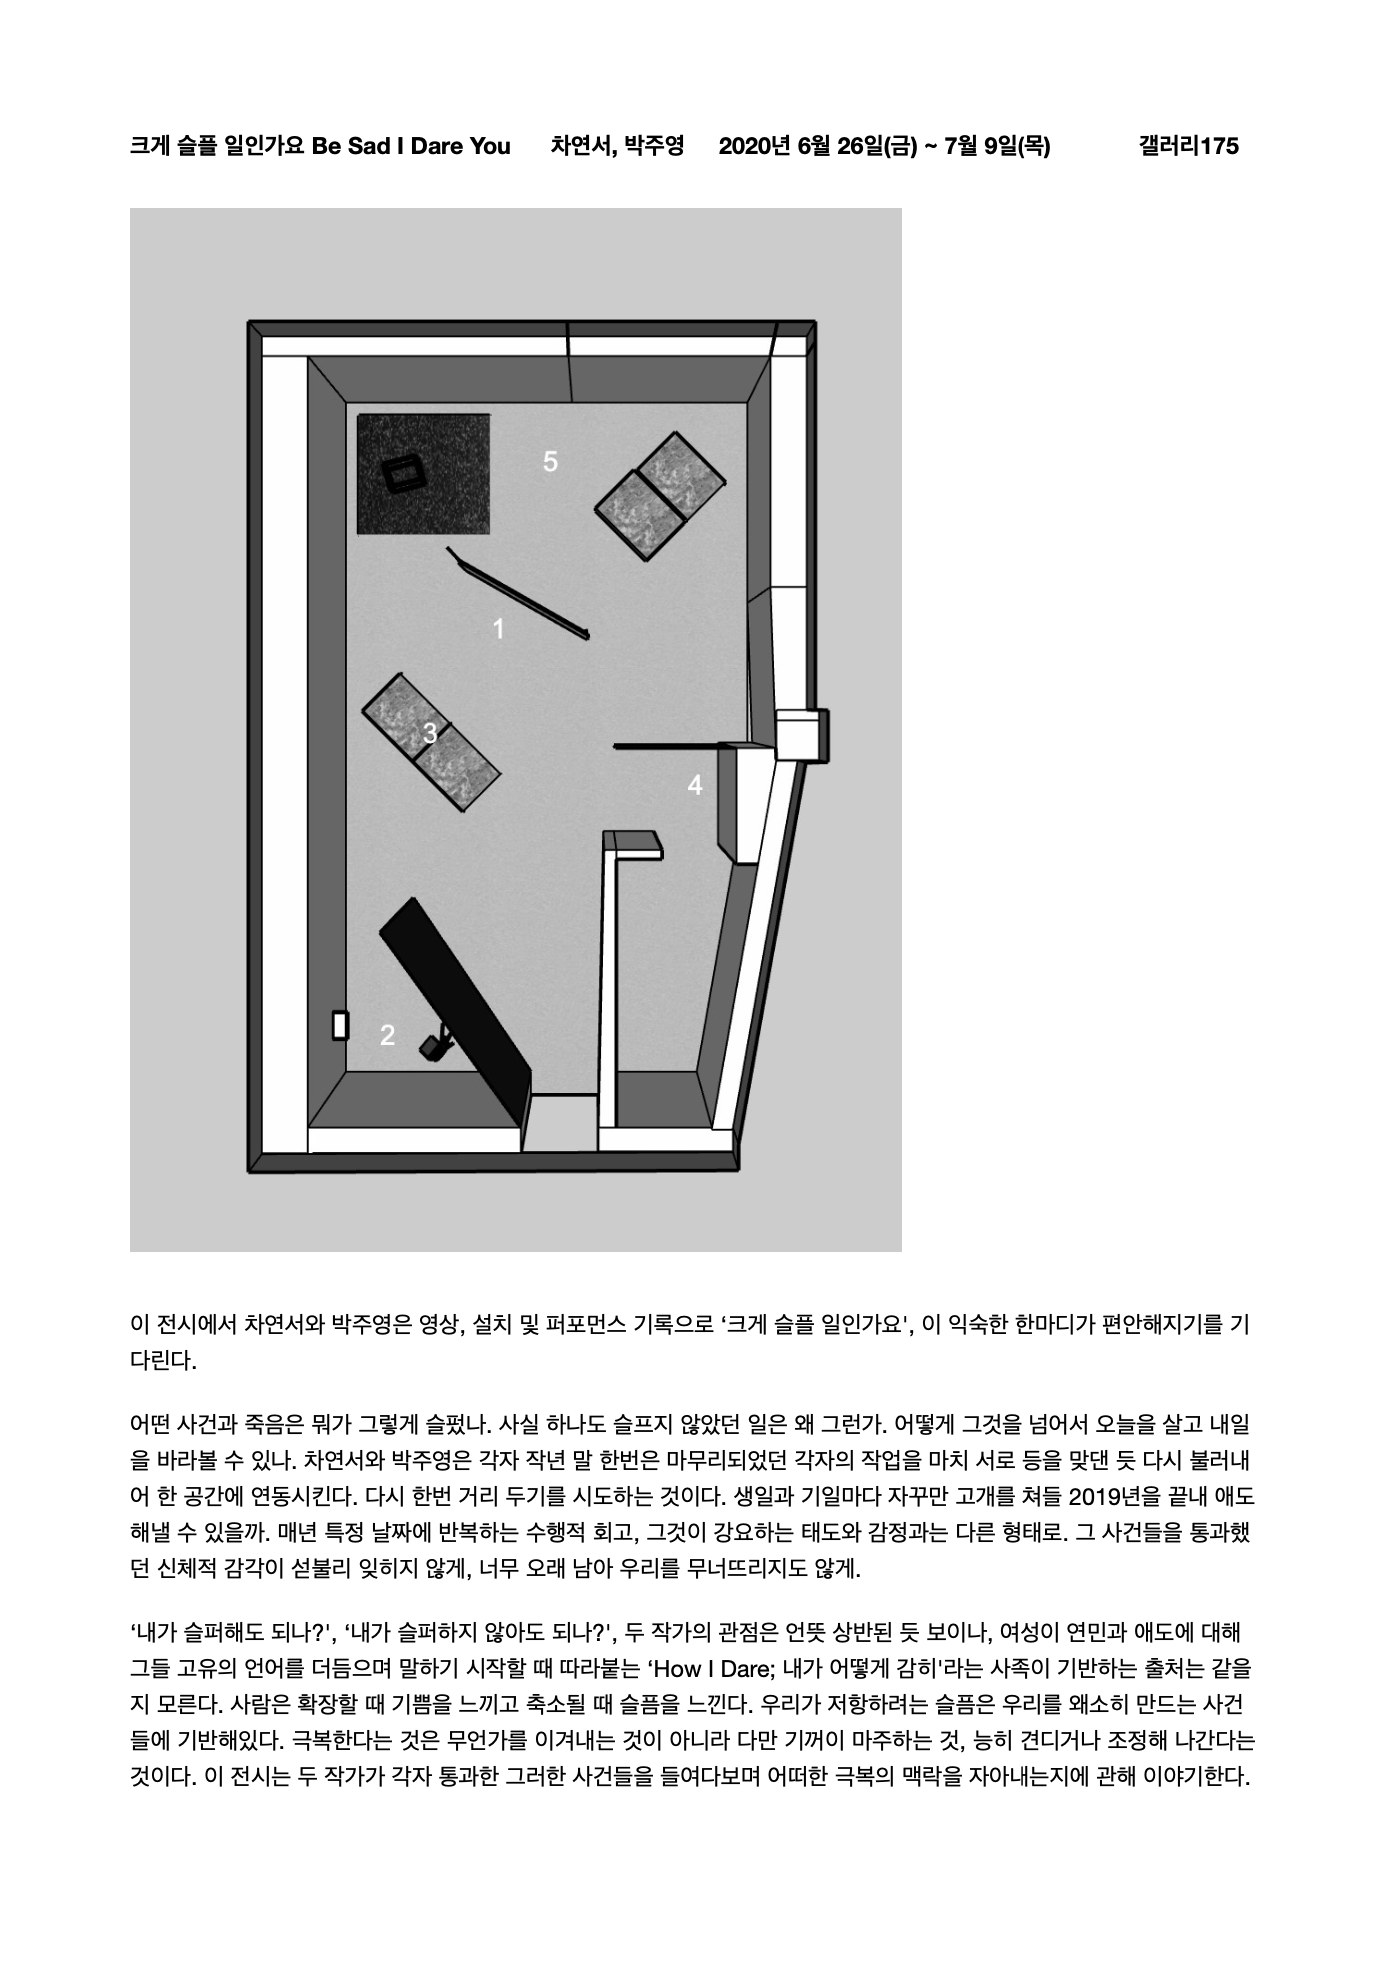 크게 슬플 일인가요 Be Sad I Dare You 차연서, 박주영 2020년 6월 26일(금) ~ 7월 9일(목) 갤러리175
5
1
3
4
2
이 전시에서 차연서와 박주영은 영상, 설치 및 퍼포먼스 기록으로 ‘크게 슬플 일인가요', 이 익숙한 한마디가 편안해지기를 기
다린다.
어떤 사건과 죽음은 뭐가 그렇게 슬펐나. 사실 하나도 슬프지 않았던 일은 왜 그런가. 어떻게 그것을 넘어서 오늘을 살고 내일
을 바라볼 수 있나. 차연서와 박주영은 각자 작년 말 한번은 마무리되었던 각자의 작업을 마치 서로 등을 맞댄 듯 다시 불러내
어 한 공간에 연동시킨다. 다시 한번 거리 두기를 시도하는 것이다. 생일과 기일마다 자꾸만 고개를 쳐들 2019년을 끝내 애도
해낼 수 있을까. 매년 특정 날짜에 반복하는 수행적 회고, 그것이 강요하는 태도와 감정과는 다른 형태로. 그 사건들을 통과했
던 신체적 감각이 섣불리 잊히지 않게, 너무 오래 남아 우리를 무너뜨리지도 않게.
‘내가 슬퍼해도 되나?', ‘내가 슬퍼하지 않아도 되나?', 두 작가의 관점은 언뜻 상반된 듯 보이나, 여성이 연민과 애도에 대해
그들 고유의 언어를 더듬으며 말하기 시작할 때 따라붙는 ‘How I Dare; 내가 어떻게 감히'라는 사족이 기반하는 출처는 같을
지 모른다. 사람은 확장할 때 기쁨을 느끼고 축소될 때 슬픔을 느낀다. 우리가 저항하려는 슬픔은 우리를 왜소히 만드는 사건
들에 기반해있다. 극복한다는 것은 무언가를 이겨내는 것이 아니라 다만 기꺼이 마주하는 것, 능히 견디거나 조정해 나간다는
것이다. 이 전시는 두 작가가 각자 통과한 그러한 사건들을 들여다보며 어떠한 극복의 맥락을 자아내는지에 관해 이야기한다.